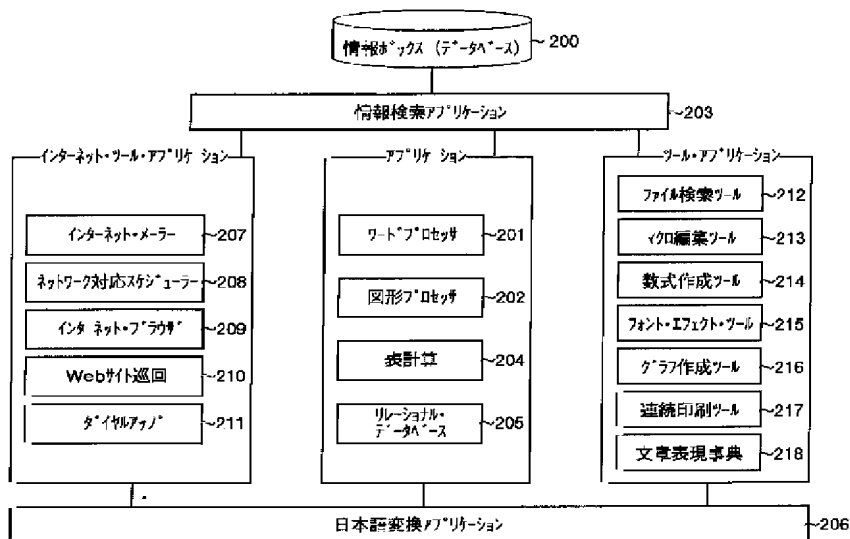 情報ﾎﾞｯｸｽ (ﾃﾞｰﾀﾍﾞｰｽ) 200
情報検索ｱﾌﾟﾘｹｰｼｮﾝ 203
ｲﾝﾀｰﾈｯﾄ・ﾂｰﾙ・ｱﾌﾟﾘｹｰｼｮﾝ
ｲﾝﾀｰﾈｯﾄ・ﾒｰﾗｰ 207
ﾈｯﾄﾜｰｸ対応ｽｹｼﾞｭｰﾗｰ 208
ｲﾝﾀｰﾈｯﾄ・ﾌﾞﾗｳｻﾞ 209
Webｻｲﾄ巡回 210
ﾀﾞｲﾔﾙｱｯﾌﾟ 211
ｱﾌﾟﾘｹｰｼｮﾝ
ﾜｰﾄﾞﾌﾟﾛｾｯｻ 201
図形ﾌﾟﾛｾｯｻ 202
表計算 204
ﾘﾚｰｼｮﾅﾙ・
ﾃﾞｰﾀﾍﾞｰｽ 205
ﾂｰﾙ・ｱﾌﾟﾘｹｰｼｮﾝ
ﾌｧｲﾙ検索ﾂｰﾙ 212
ﾏｸﾛ編集ﾂｰﾙ 213
数式作成ﾂｰﾙ 214
ﾌｫﾝﾄ・ｴﾌｪｸﾄ・ﾂｰﾙ 215
ｸﾞﾗﾌ作成ﾂｰﾙ 216
連続印刷ﾂｰﾙ 217
文章表現事典 218
日本語変換ｱﾌﾟﾘｹｰｼｮﾝ 206